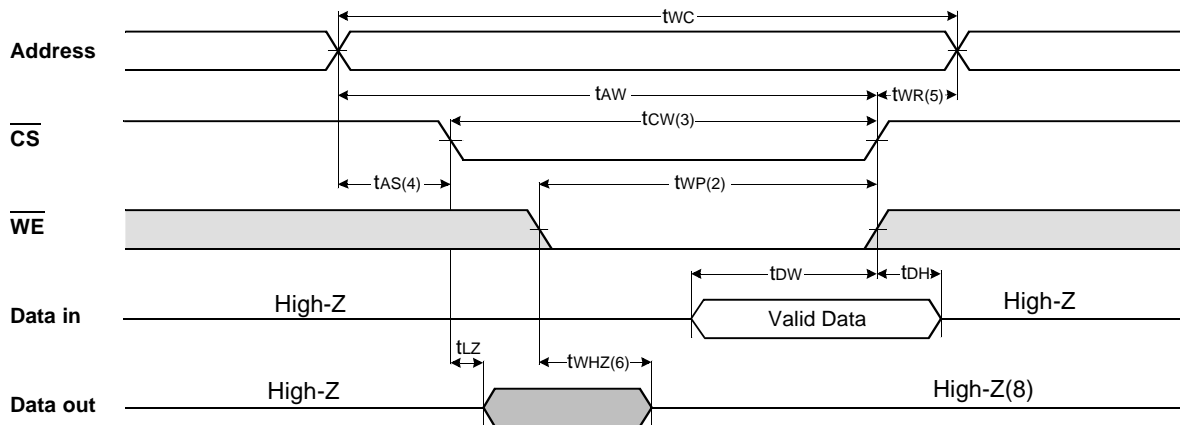 tWC
Address
tAW
tWR(5)
CS
tCW(3)
tAS(4)
tWP(2)
WE
tDW
tDH
Data in
High-Z
Valid Data
High-Z
tLZ
tWHZ(6)
Data out
High-Z
High-Z(8)